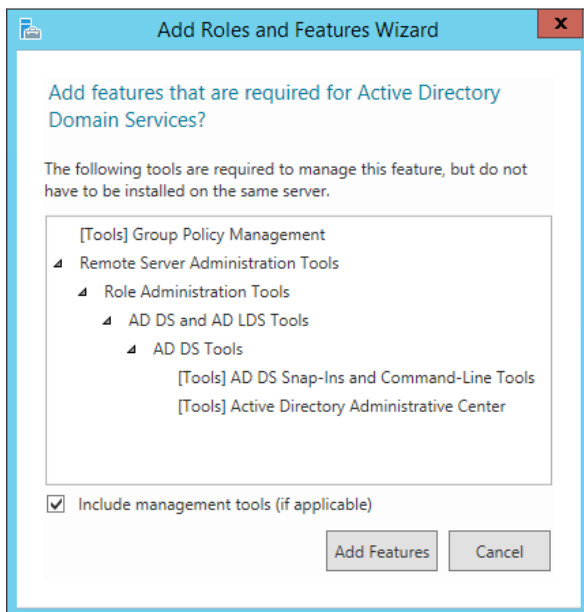 Add Roles and Features Wizard
x
Add features that are required for Active Directory
Domain Services?
The following tools are required to manage this feature, but do not
have to be installed on the same server.
[Tools] Group Policy Management
Remote Server Administration Tools
Role Administration Tools
AD DS and AD LDS Tools
AD DS Tools
[Tools] AD DS Snap-Ins and Command-Line Tools
[Tools] Active Directory Administrative Center
Include management tools (if applicable)
Add Features
Cancel